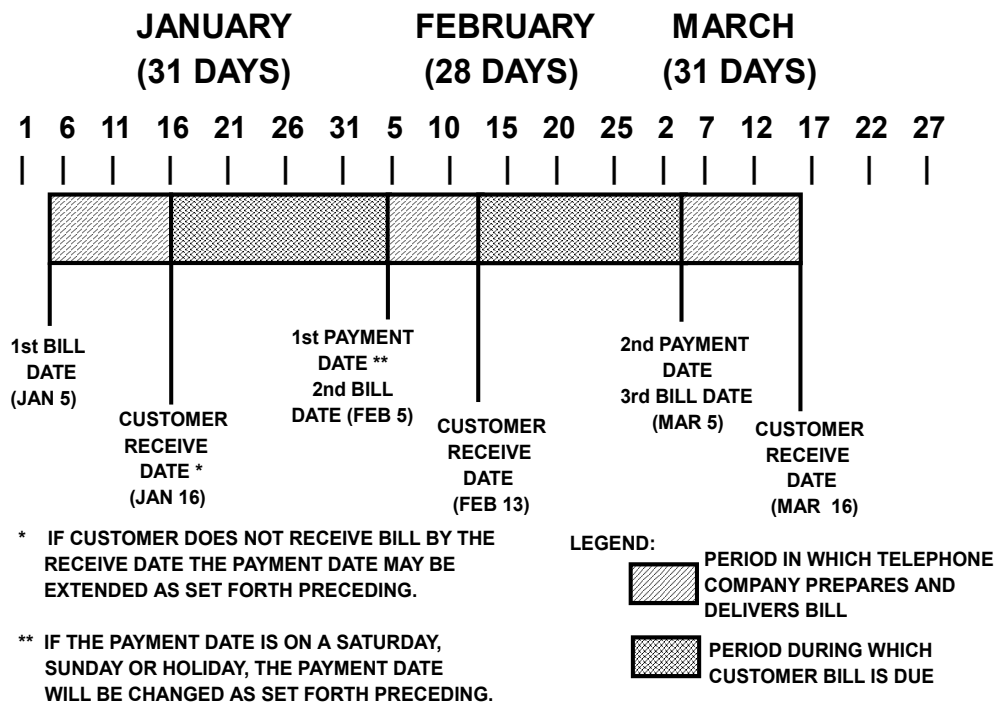 JANUARY FEBRUARY MARCH
(31 DAYS) (28 DAYS) (31 DAYS)
1 6 11 16 21 26 31 5 10 15 20 25 2 7 12 17 22 27
1st BILL
DATE
(JAN 5)
CUSTOMER
RECEIVE
DATE *
(JAN 16)
1st PAYMENT
DATE **
2nd BILL
DATE (FEB 5)
CUSTOMER
RECEIVE
DATE
(FEB 13)
2nd PAYMENT
DATE
3rd BILL DATE
(MAR 5)
CUSTOMER
RECEIVE
DATE
(MAR 16)
* IF CUSTOMER DOES NOT RECEIVE BILL BY THE
RECEIVE DATE THE PAYMENT DATE MAY BE
EXTENDED AS SET FORTH PRECEDING.
** IF THE PAYMENT DATE IS ON A SATURDAY,
SUNDAY OR HOLIDAY, THE PAYMENT DATE
WILL BE CHANGED AS SET FORTH PRECEDING.
LEGEND:
PERIOD IN WHICH TELEPHONE
COMPANY PREPARES AND
DELIVERS BILL
PERIOD DURING WHICH
CUSTOMER BILL IS DUE